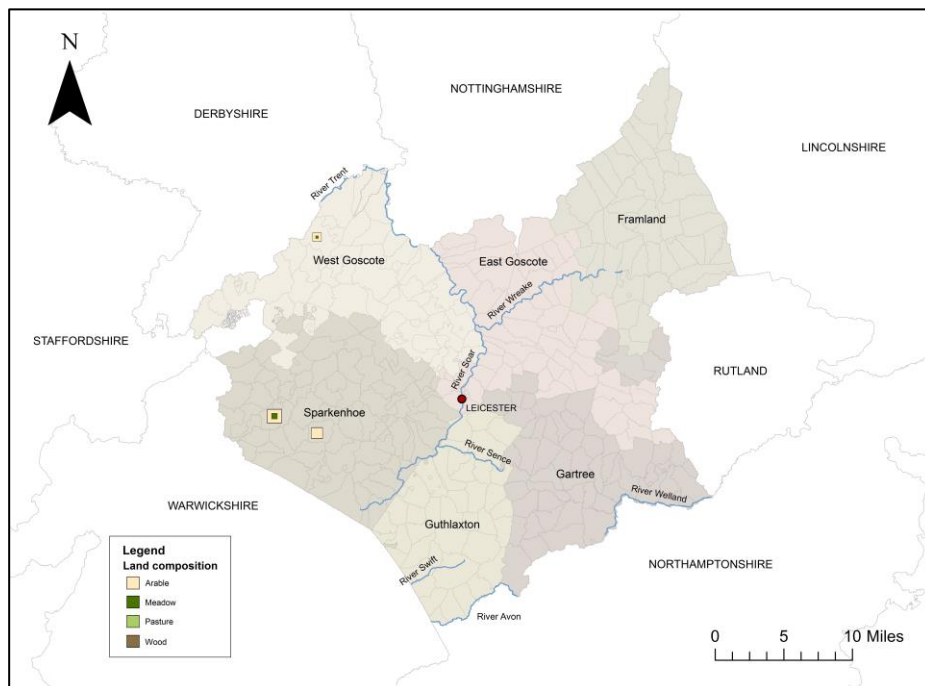 N
NOTTINGHAMSHIRE
DERBYSHIRE
LINCOLNSHIRE
River Trent
Framland
West Goscote
East Goscote
River Wreake
STAFFORDSHIRE
River Soar
RUTLAND
LEICESTER
Sparkenhoe
River Sence
Gartree
River Welland
WARWICKSHIRE
Guthlaxton
NORTHAMPTONSHIRE
River Swift
River Avon
Legend
Land composition
Arable
Meadow
Pasture
Wood
0 5 10 Miles